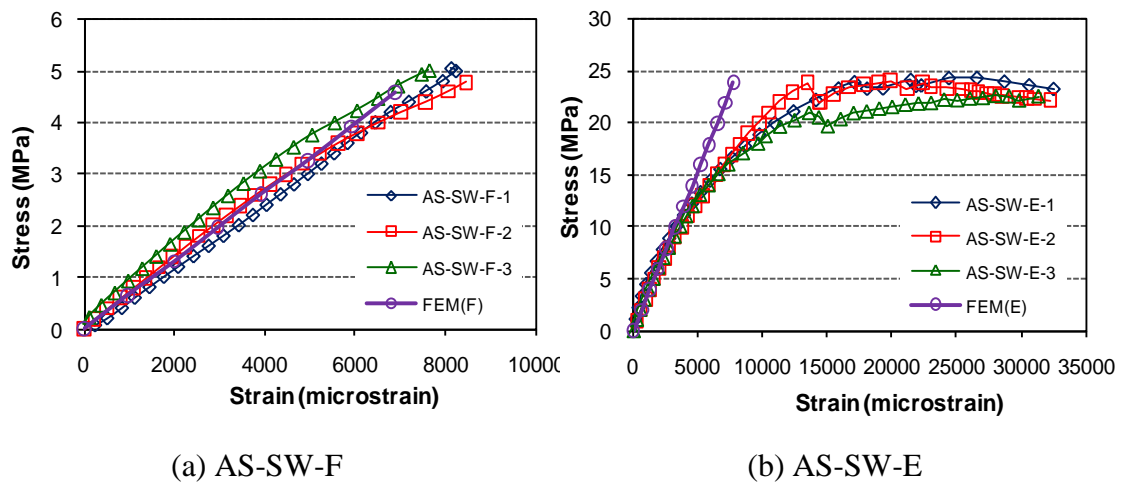 6
5
4
3
2
1
0
Stress (MPa)
AS-SW-F-1
AS-SW-F-2
AS-SW-F-3
FEM(F)
0 2000 4000 6000 8000 10000
Strain (microstrain)
(a) AS-SW-F
30
25
20
15
10
5
0
Stress (MPa)
AS-SW-E-1
AS-SW-E-2
AS-SW-E-3
FEM(E)
0 5000 10000 15000 20000 25000 30000 35000
Strain (microstrain)
(b) AS-SW-E